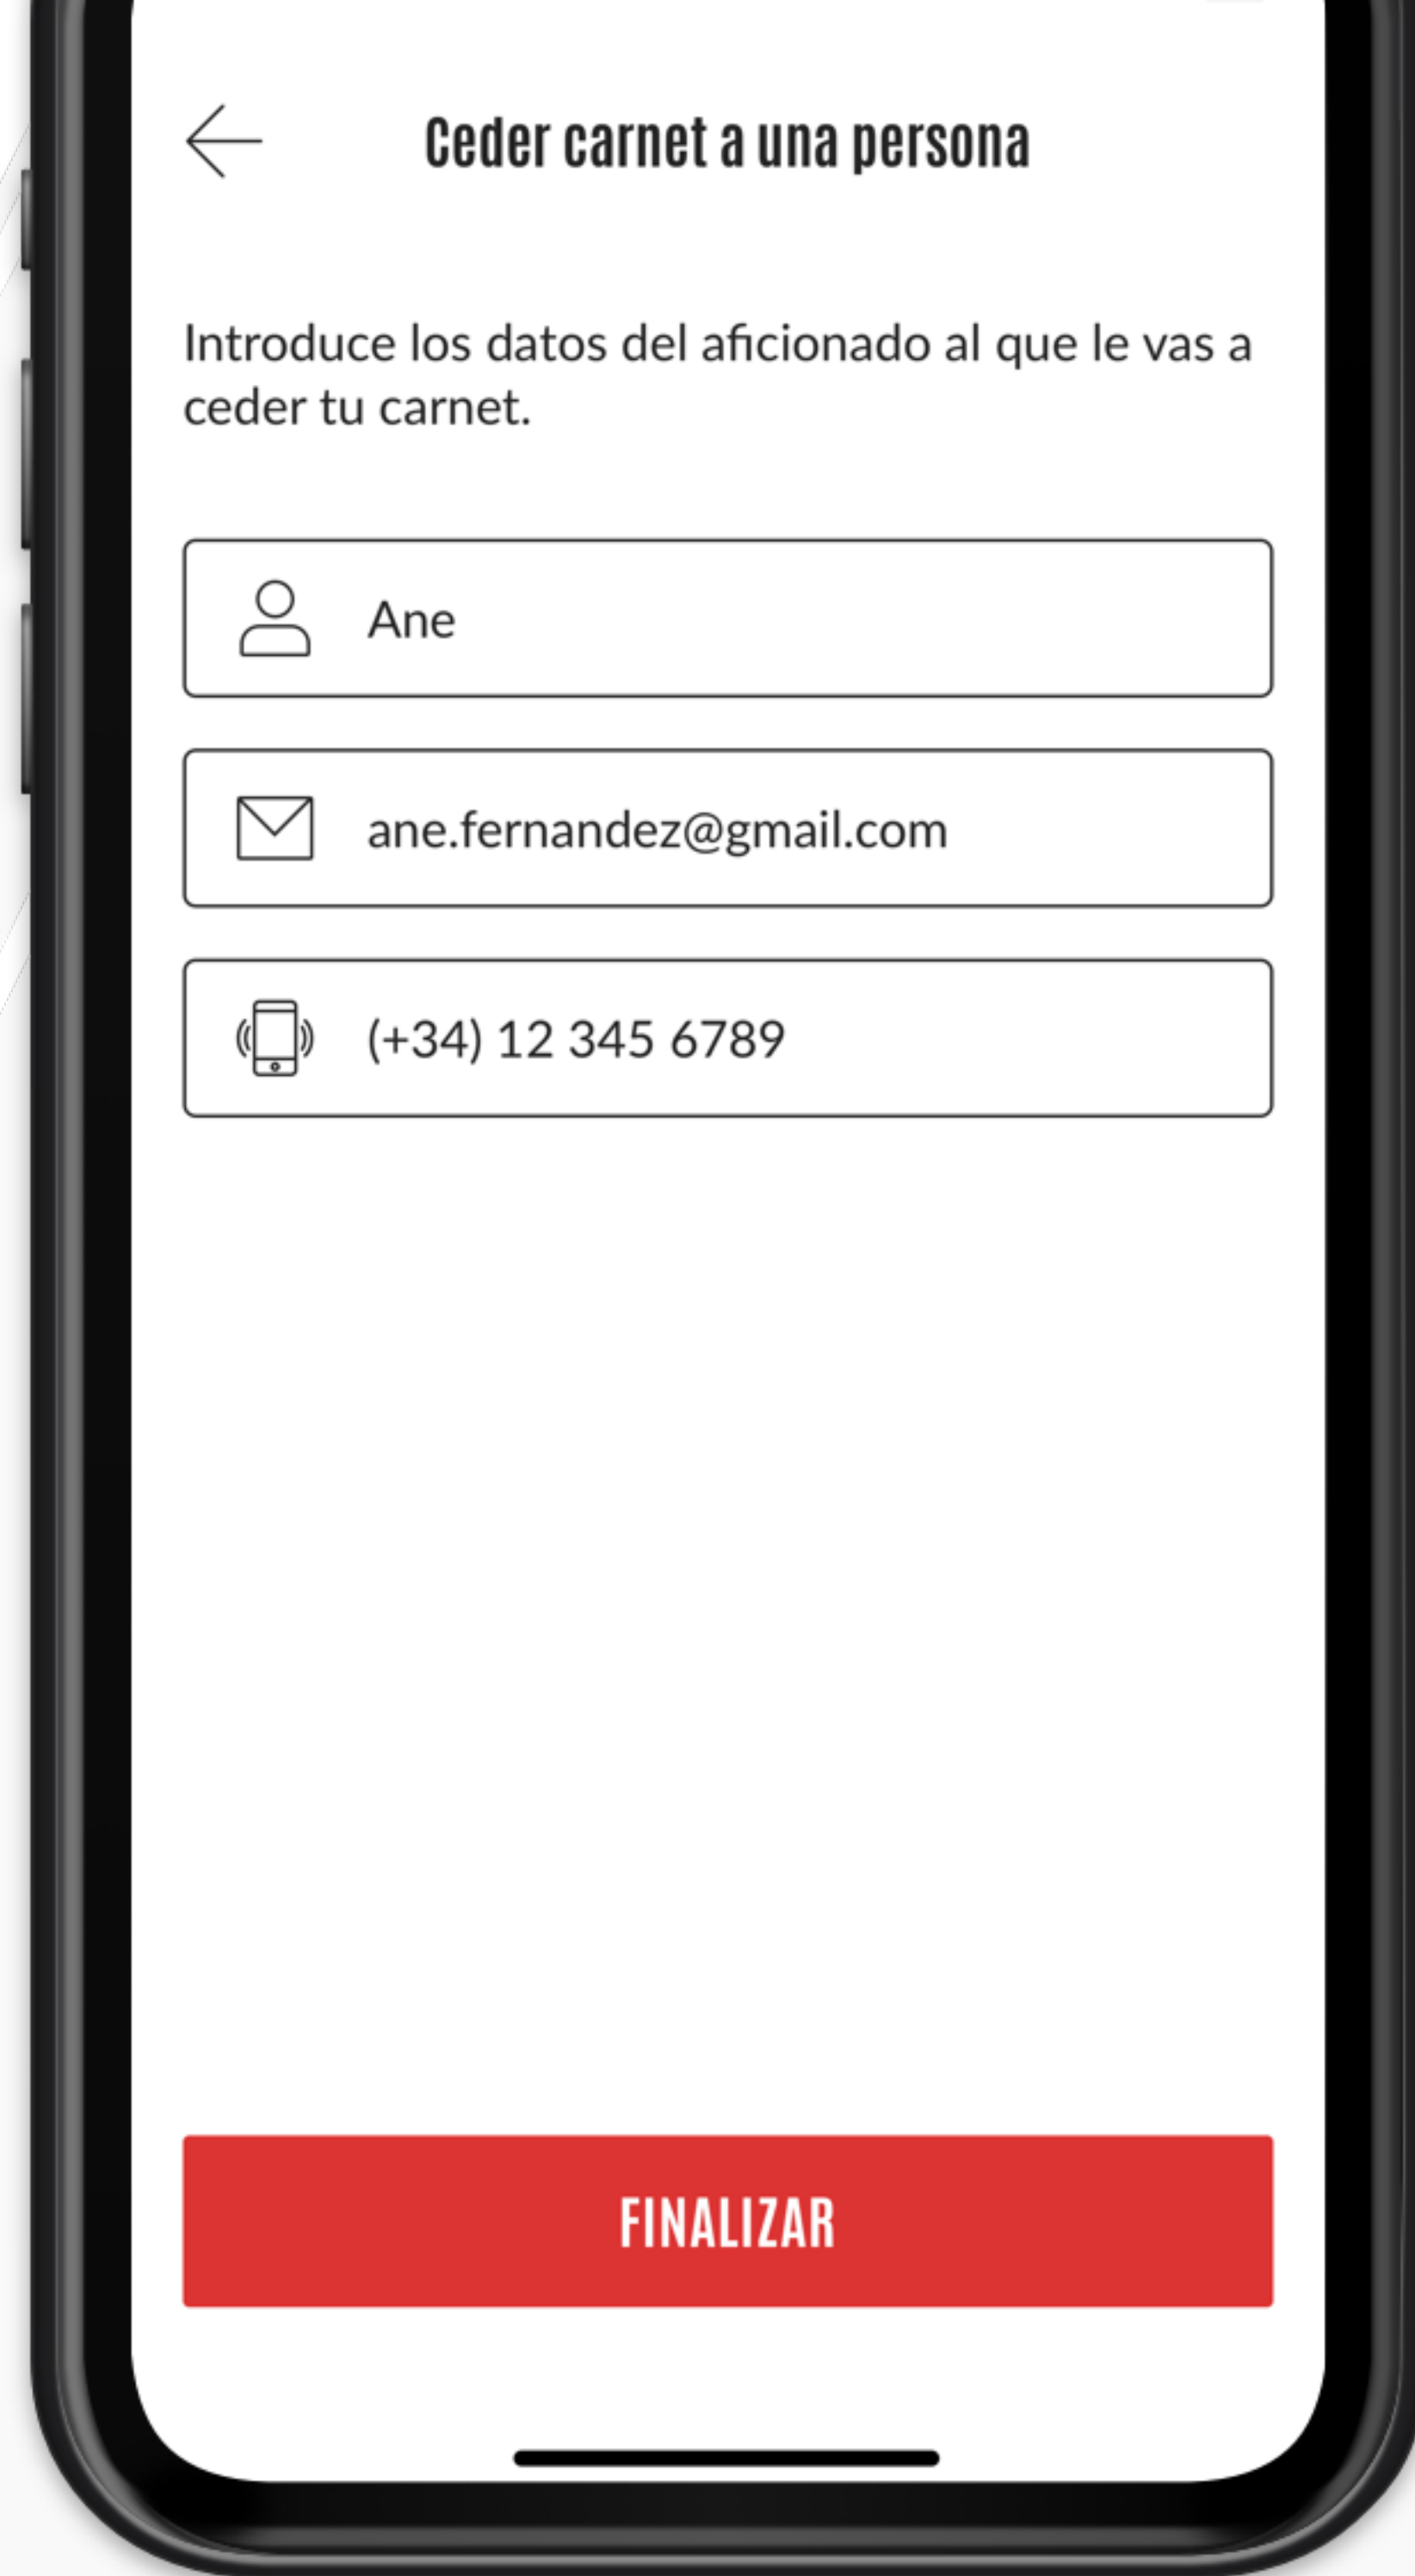 Ceder carnet a una persona
Introduce los datos del aficionado al que le vas a
ceder tu carnet.
Ane
ane.fernandez@gmail.com
(+34) 12 345 6789
FINALIZAR